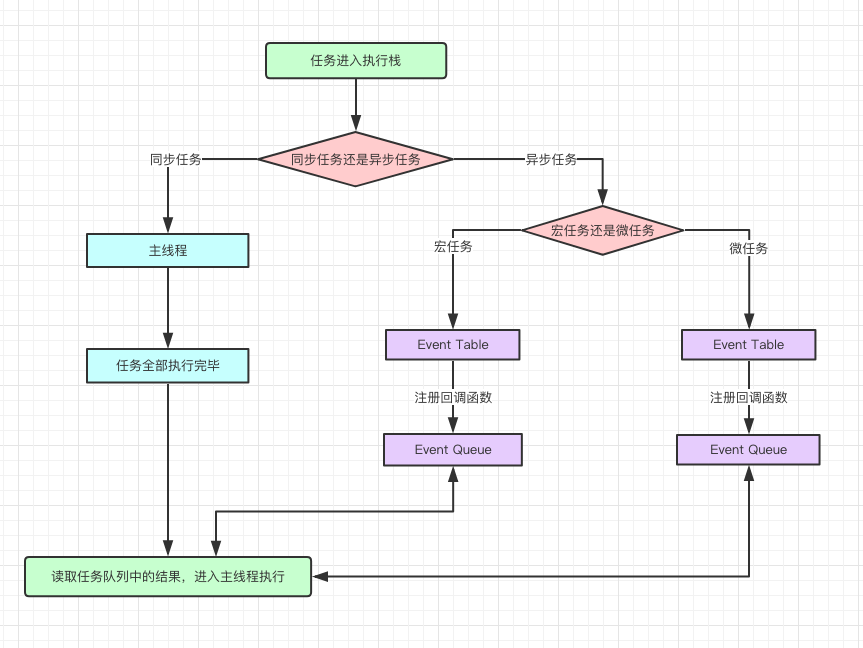 任务进入执行栈
同步任务
同步任务还是异步任务
异步任务
宏任务还是微任务
宏任务
微任务
主线程
Event Table
Event Table
任务全部执行完毕
注册回调函数
注册回调函数
Event Queue
Event Queue
读取任务队列中的结果，进入主线程执行